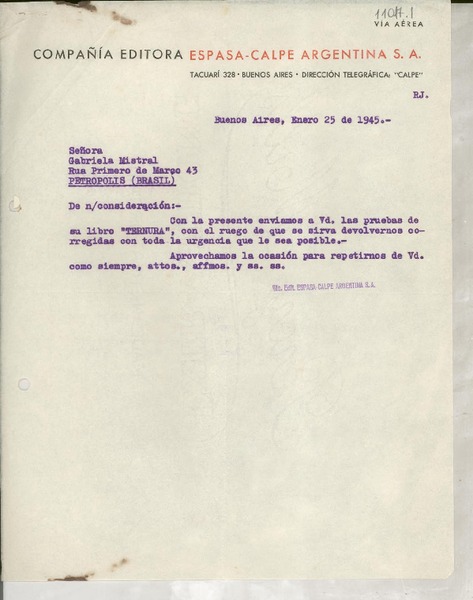 110/7.1
VIA AÉREA
COMPAÑÍA EDITORA ESPASA-CALPE ARGENTINA S. A.
TACUARÍ 328 · BUENOS AIRES · DIRECCIÓN TELEGRÁFICA: "CALPE"
RJ.
Buenos Aires, Enero 25 de 1945.-
Señora
Gabriela Mistral
Rua Primero de Março 43
PETROPOLIS (BRASIL)
De n/consideración:-
Con la presente enviamos a Vd. las pruebas de
su libro "TERNURA", con el ruego de que se sirva devolvernos co-
rregidas con toda la urgencia que le sea posible.-
Aprovechamos la ocasión para repetirnos de Vd.
como siempre, attos., affmos. y ss. ss.
Cía. Edit. ESPASA-CALPE ARGENTINA S.A.